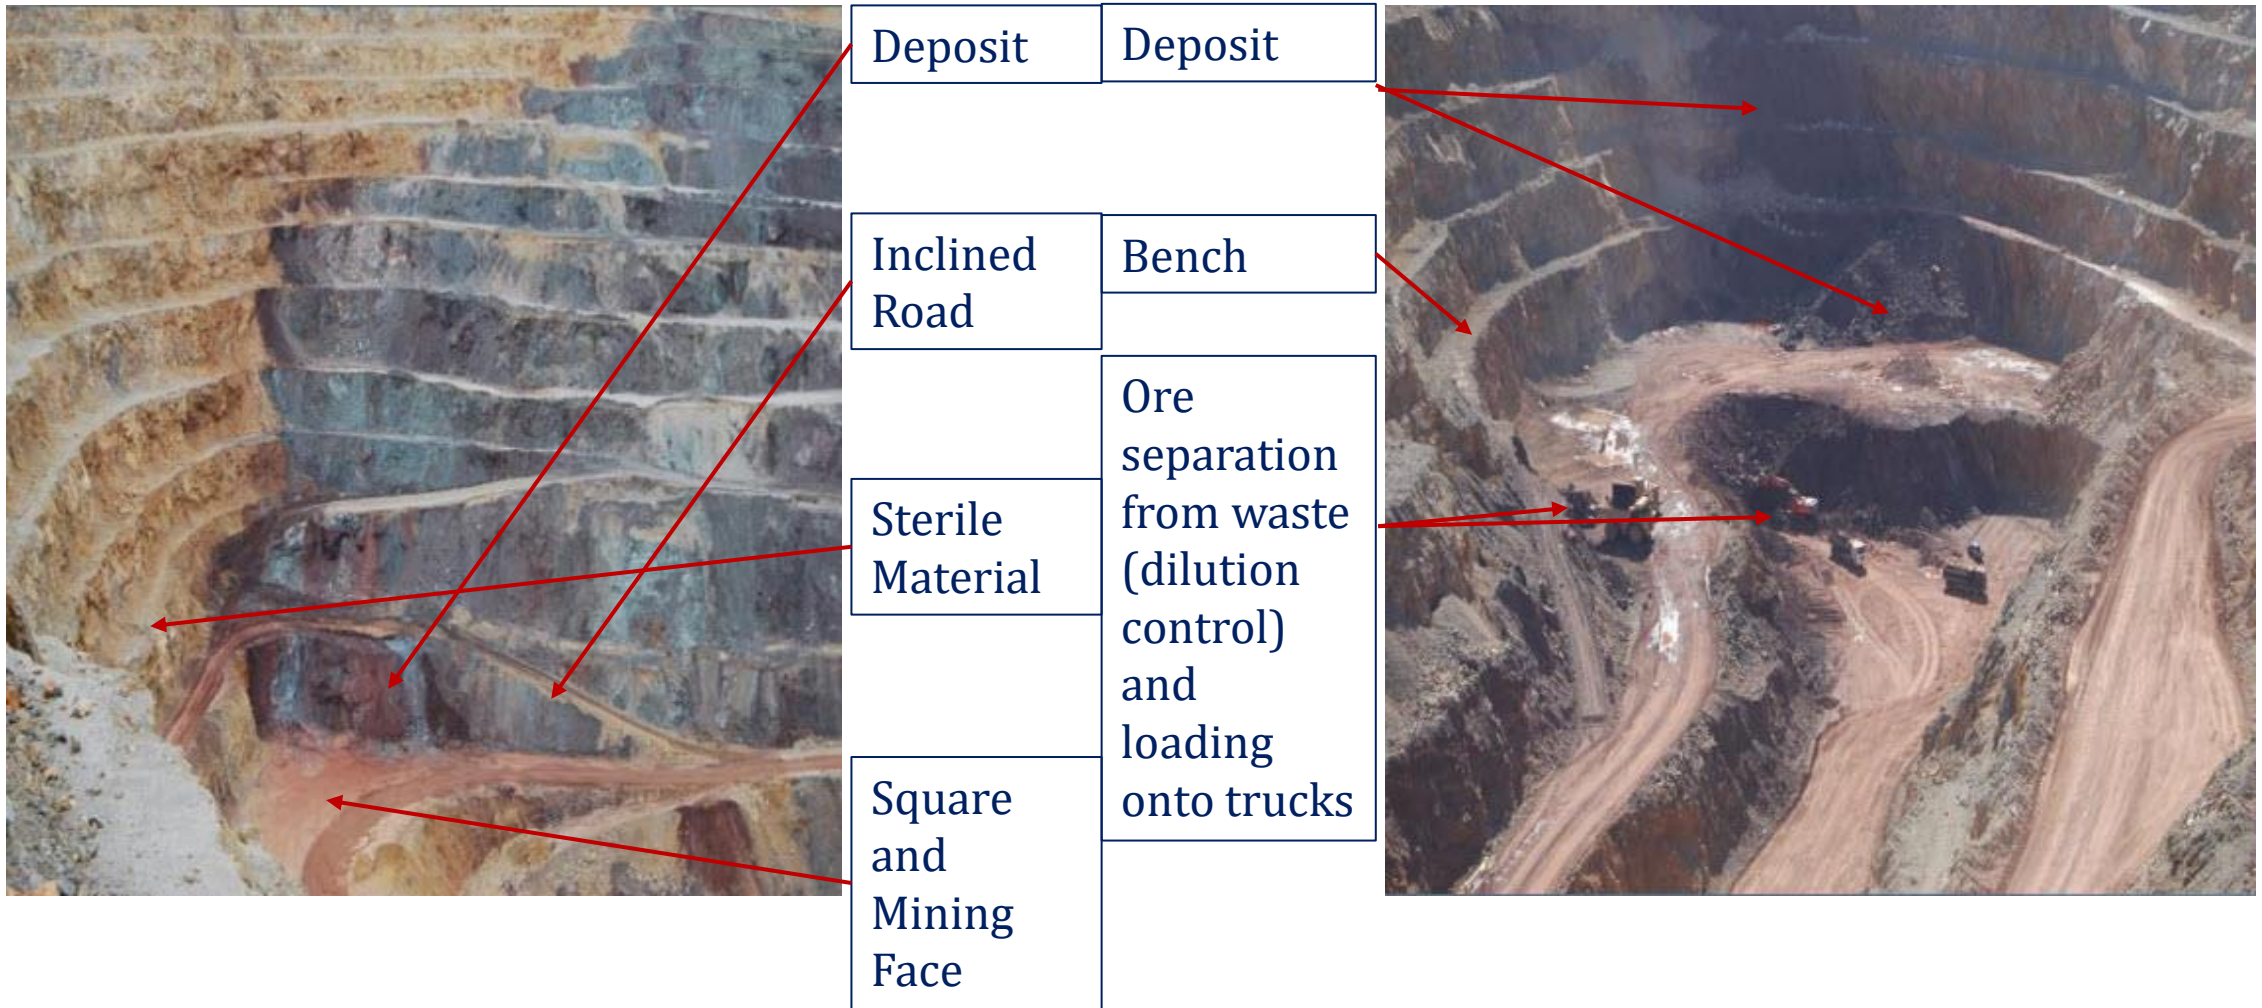 Deposit
Inclined
Road
Sterile
Material
Square
and
Mining
Face
Deposit
Bench
Ore
separation
from waste
(dilution
control)
and
loading
onto trucks